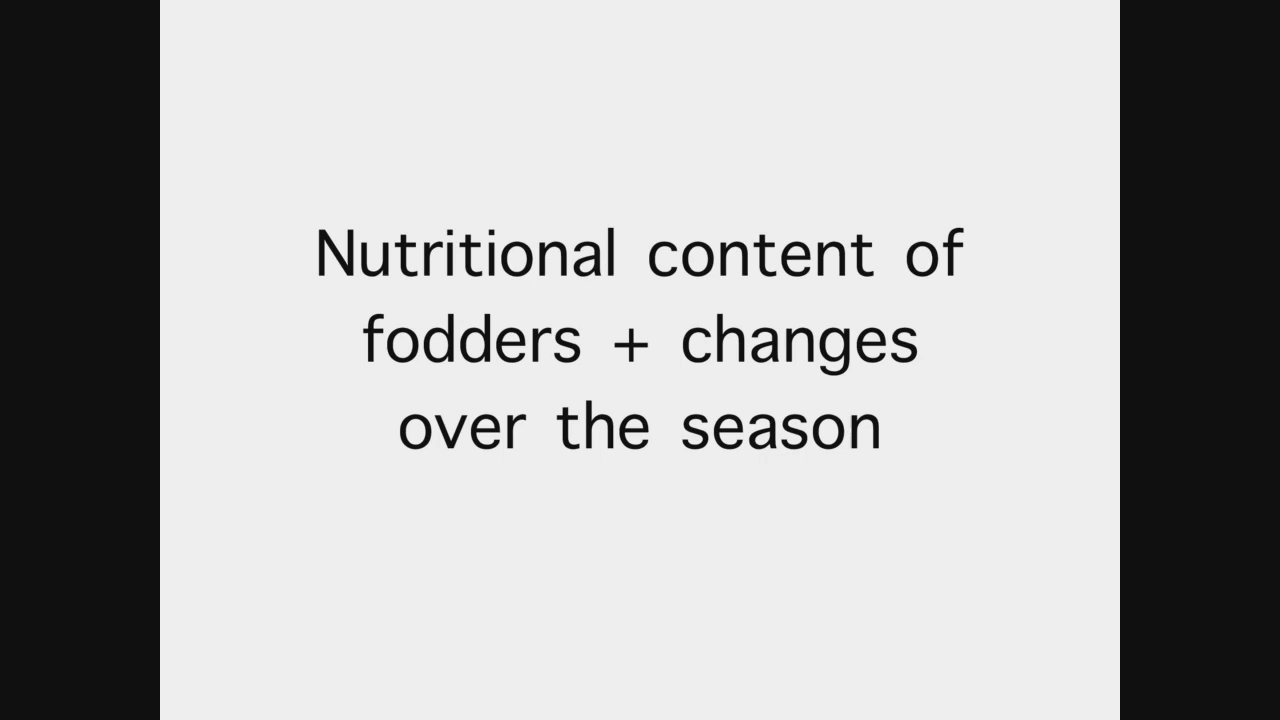 Nutritional content of
fodders + changes
over the season